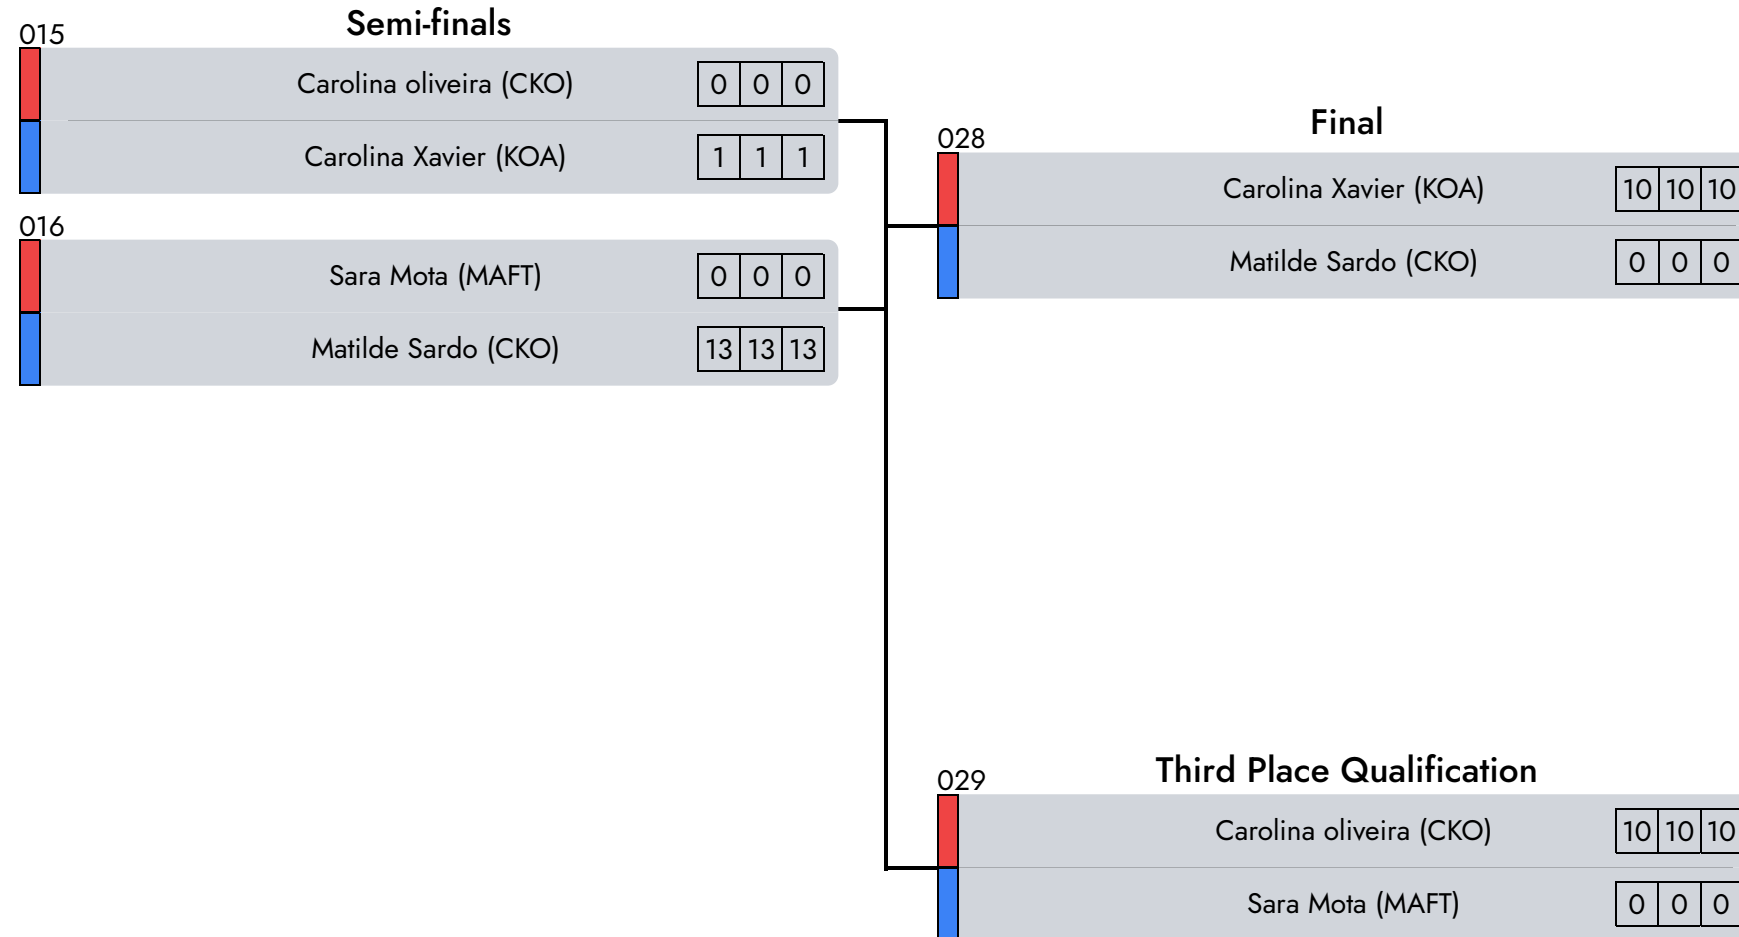 Semi-finals
015
Carolina oliveira (CKO) 0 0 0
Carolina Xavier (KOA) 1 1 1
016
Sara Mota (MAFT) 0 0 0
Matilde Sardo (CKO) 13 13 13
Final
028
Carolina Xavier (KOA) 10 10 10
Matilde Sardo (CKO) 0 0 0
Third Place Qualification
029
Carolina oliveira (CKO) 10 10 10
Sara Mota (MAFT) 0 0 0